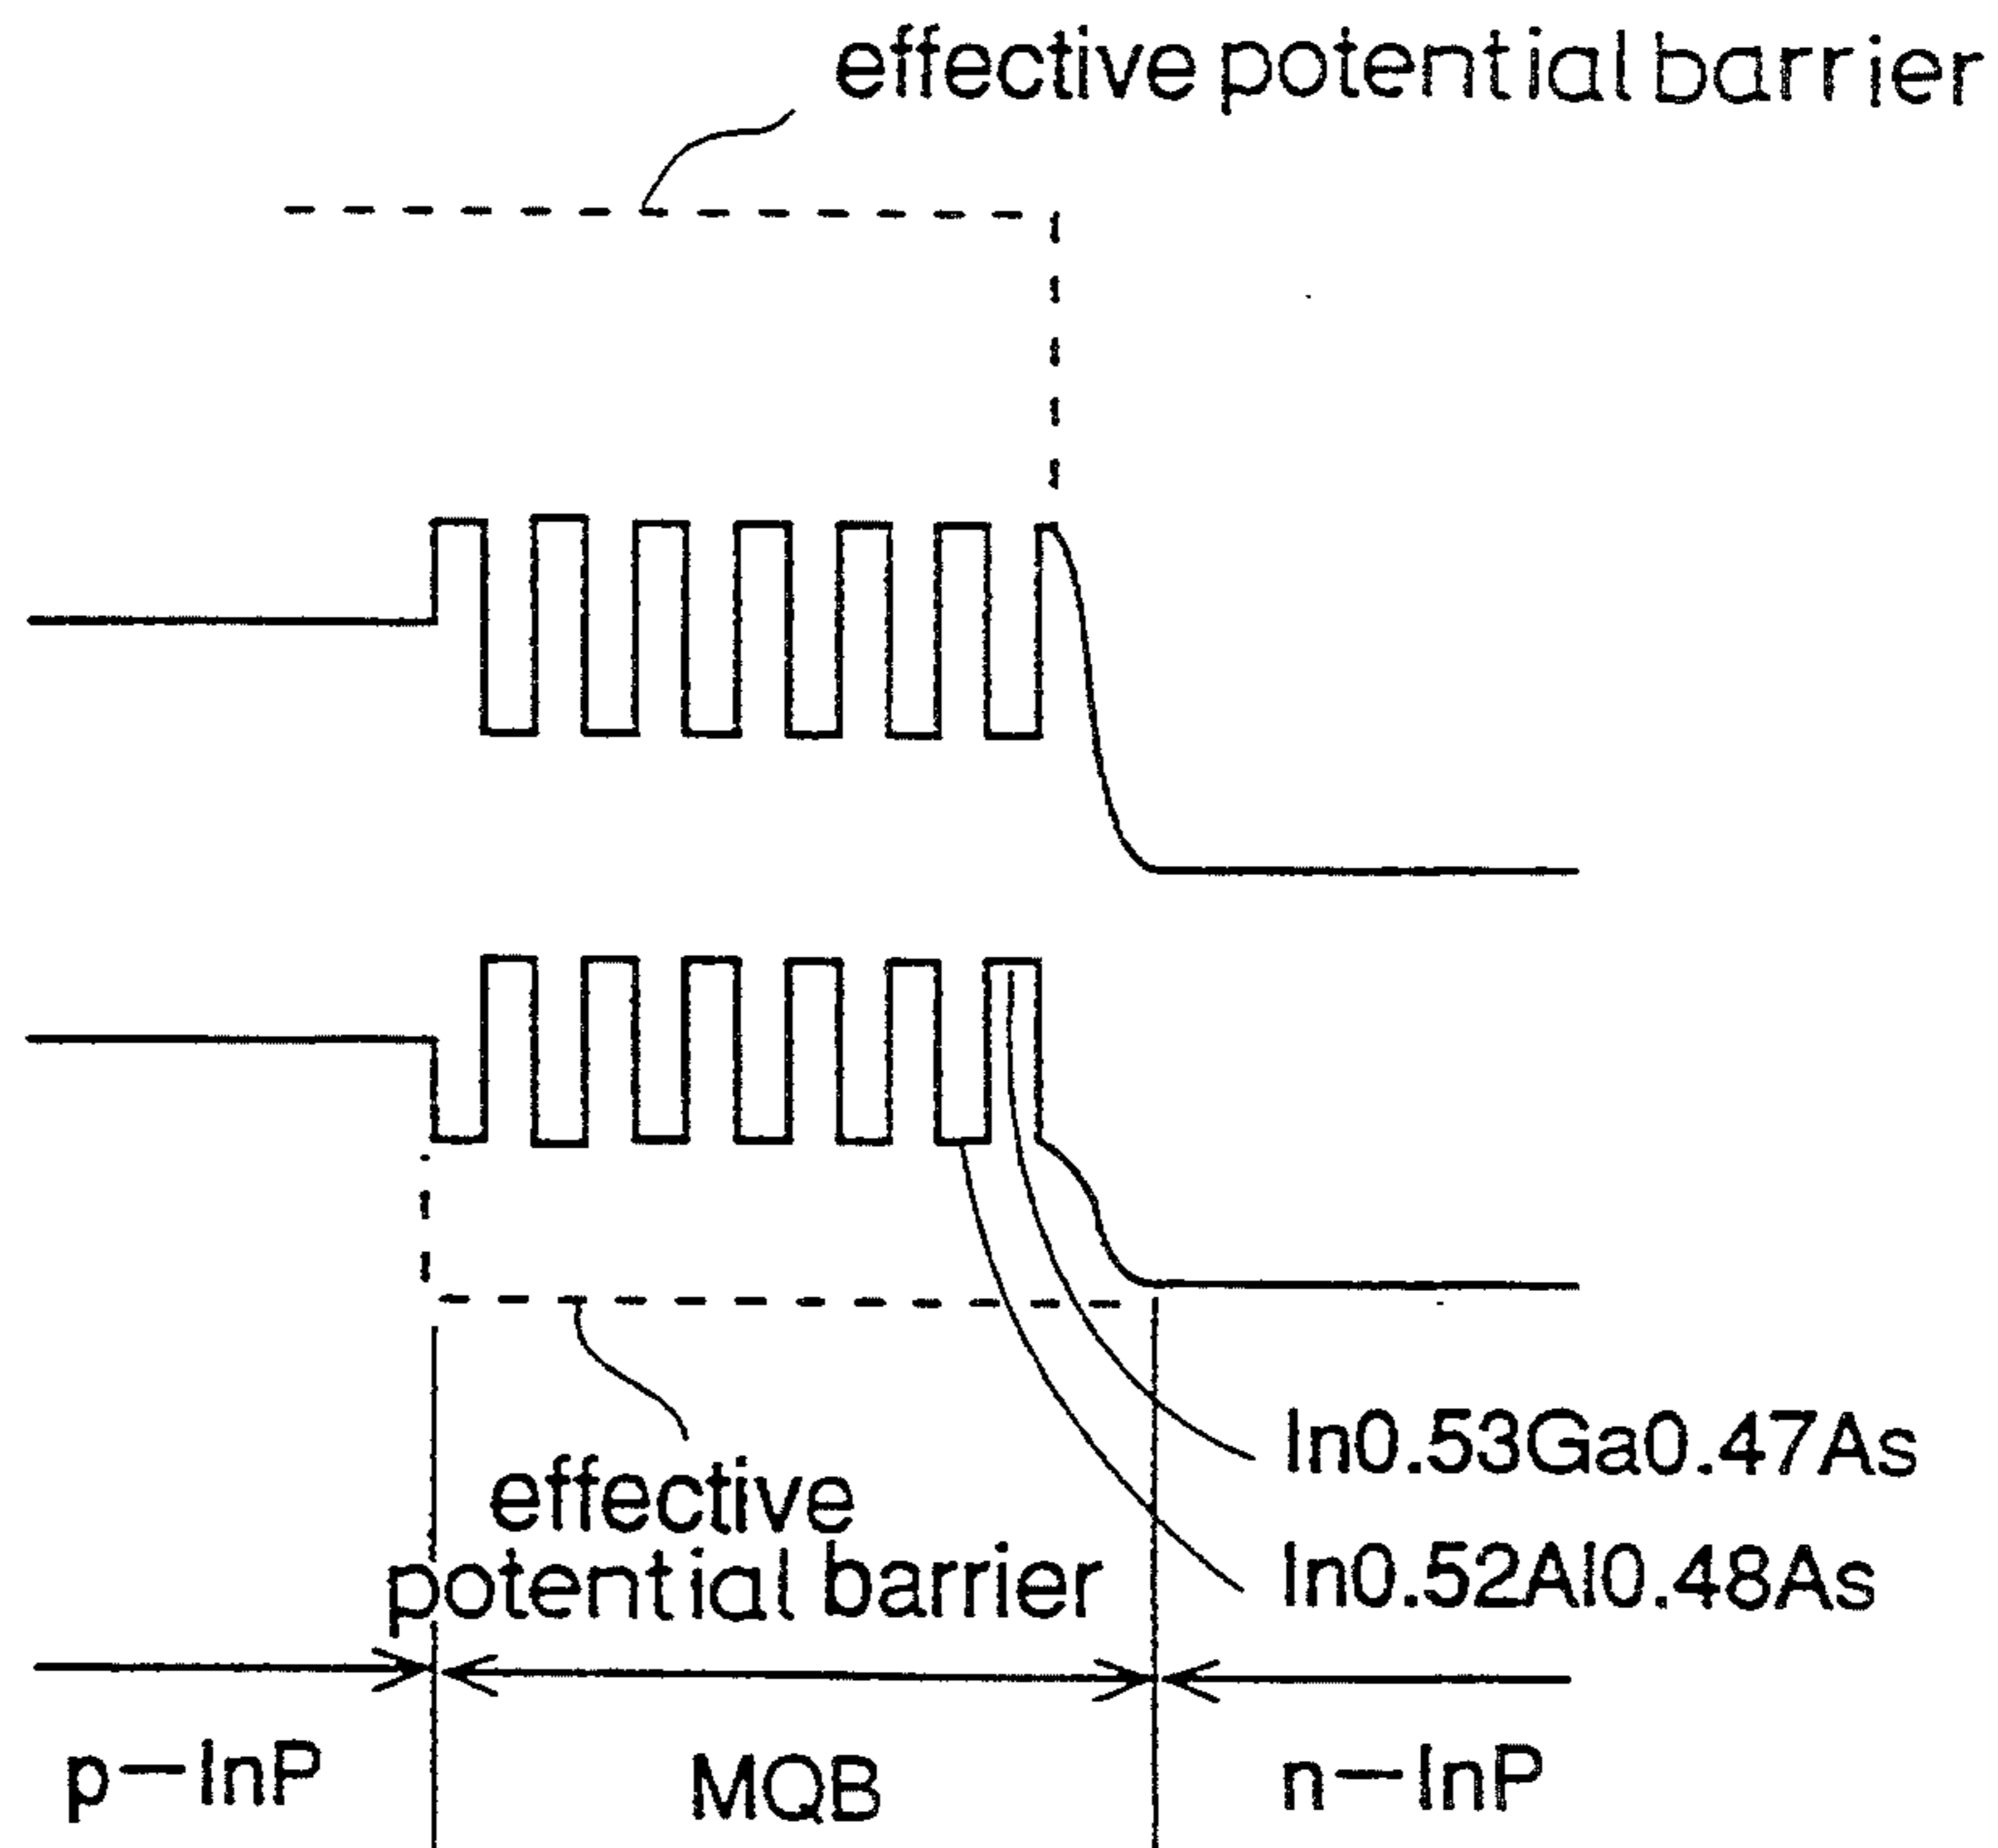 effective potential barrier
In0.53Ga0.47As
effective
potential barrier
In0.52Al0.48As
p-InP
MQB
n-InP